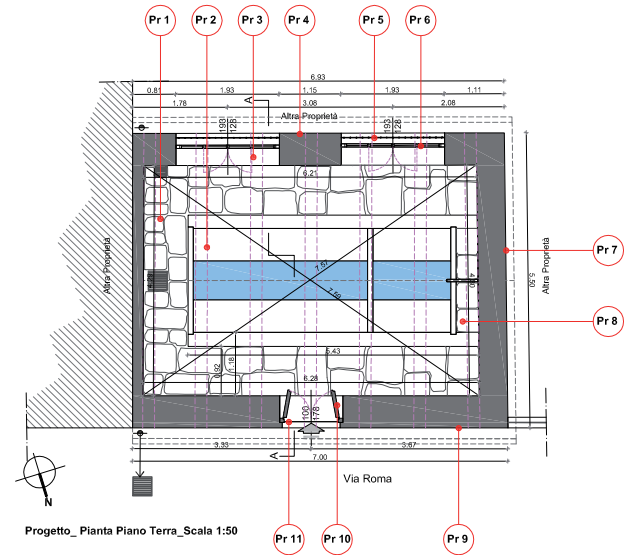 Pr 1
Pr 2
Pr 3
Pr 4
Pr 5
Pr 6
6.93
0.81
1.93
1.15
1.93
1.11
1.78
A
3.08
2.08
Altra Proprietà
193
128
193
128
6.21
Altra Proprietà
7.57
7.59
Pr 7
5.50
Altra Proprietà
Pr 8
5.43
0.92
1.18
6.28
100
178
3.33
A
3.67
7.00
Via Roma
N
Progetto_ Pianta Piano Terra_Scala 1:50
Pr 11
Pr 10
Pr 9